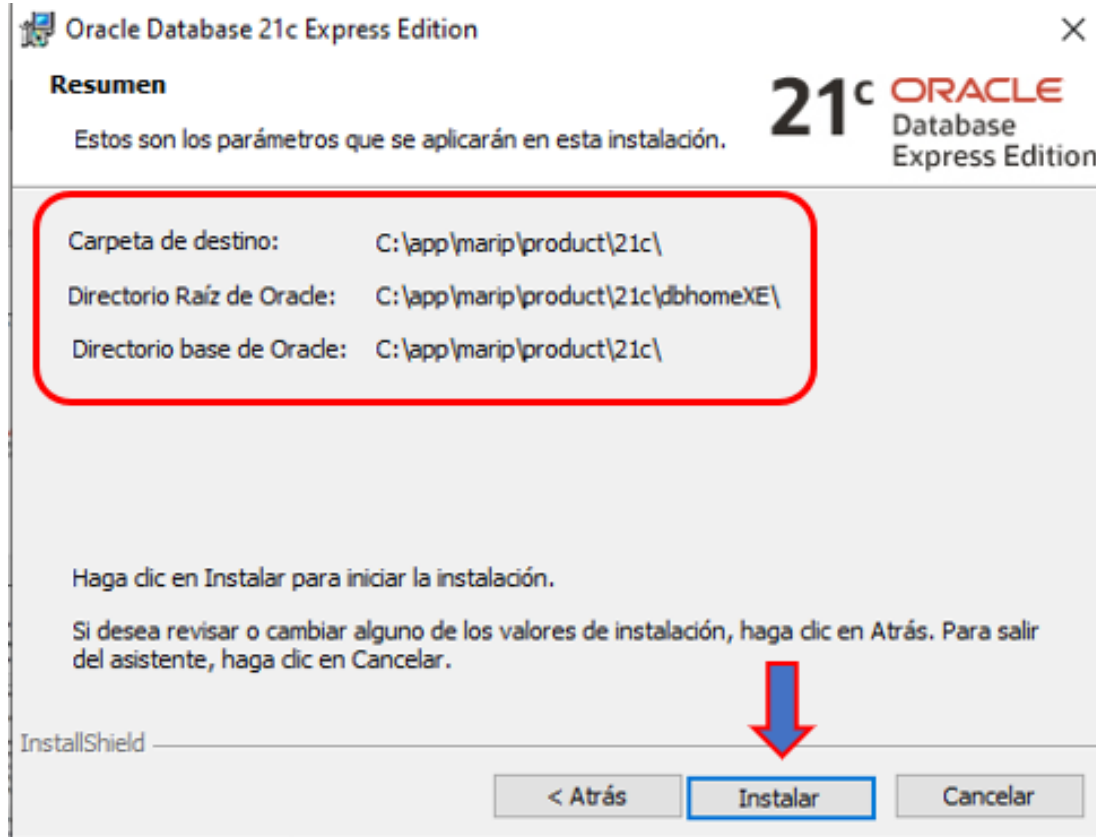 Oracle Database 21c Express Edition
Resumen
Estos son los parámetros que se aplicarán en esta instalación.
21c ORACLE
Database
Express Edition
Carpeta de destino: C:\app\marip\product\21c\
Directorio Raíz de Oracle: C:\app\marip\product\21c\dbhomeXE\
Directorio base de Oracle: C:\app\marip\product\21c\
Haga clic en Instalar para iniciar la instalación.
Si desea revisar o cambiar alguno de los valores de instalación, haga clic en Atrás. Para salir
del asistente, haga clic en Cancelar.
InstallShield
< Atrás Instalar Cancelar